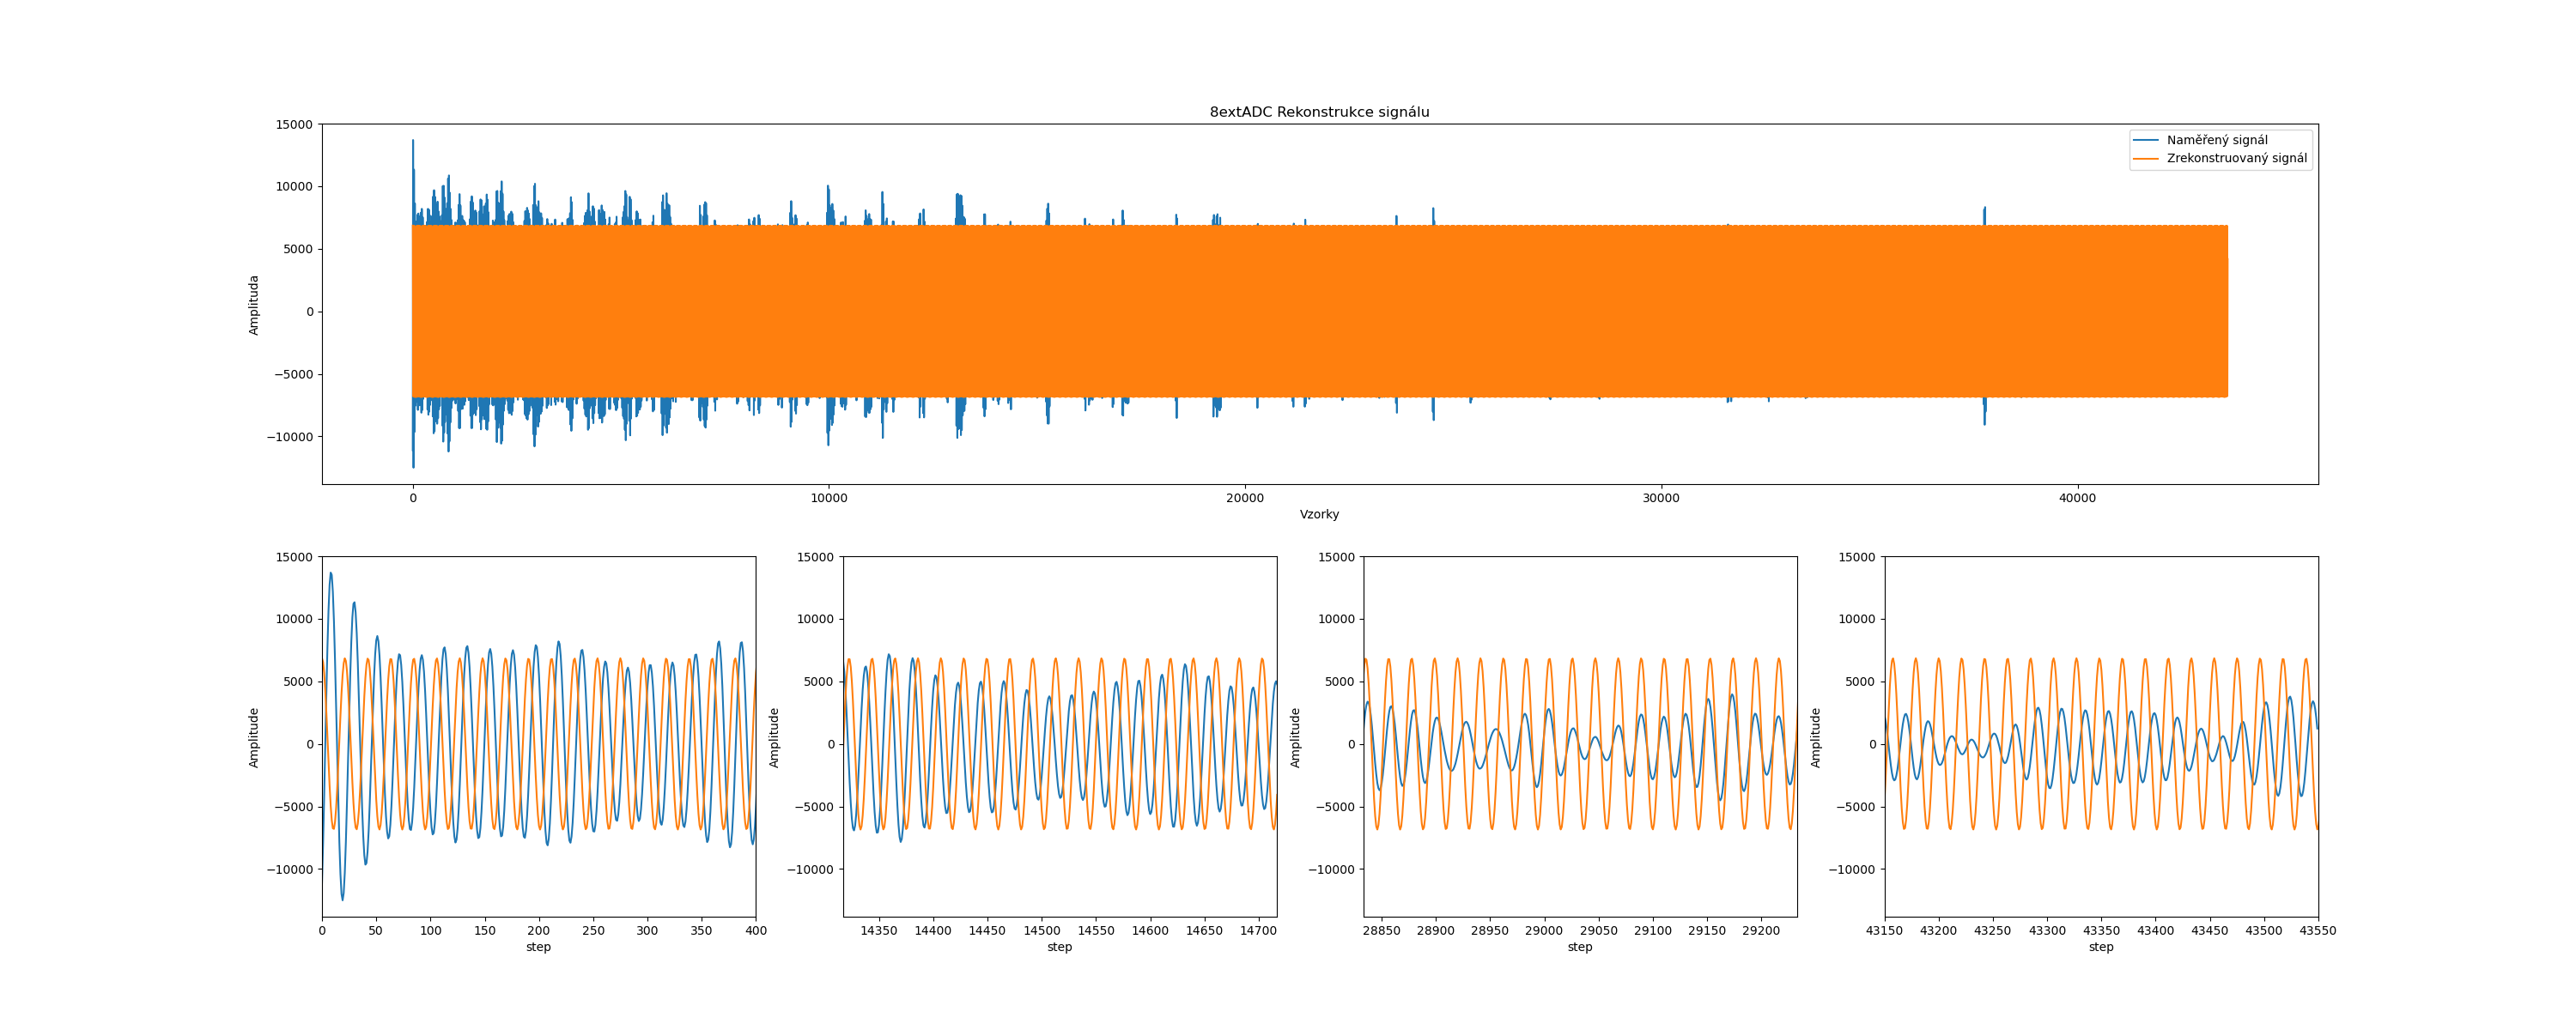 8extADC Rekonstrukce signálu
15000
10000
5000
0
−5000
−10000
Amplituda
Naměřený signál
Zrekonstruovaný signál
0 10000 20000 30000 40000
Vzorky
15000
10000
5000
0
−5000
−10000
Amplitude
0 50 100 150 200 250 300 350 400
step
15000
10000
5000
0
−5000
−10000
Amplitude
14350 14400 14450 14500 14550 14600 14650 14700
step
15000
10000
5000
0
−5000
−10000
Amplitude
28850 28900 28950 29000 29050 29100 29150 29200
step
15000
10000
5000
0
−5000
−10000
Amplitude
43150 43200 43250 43300 43350 43400 43450 43500 43550
step